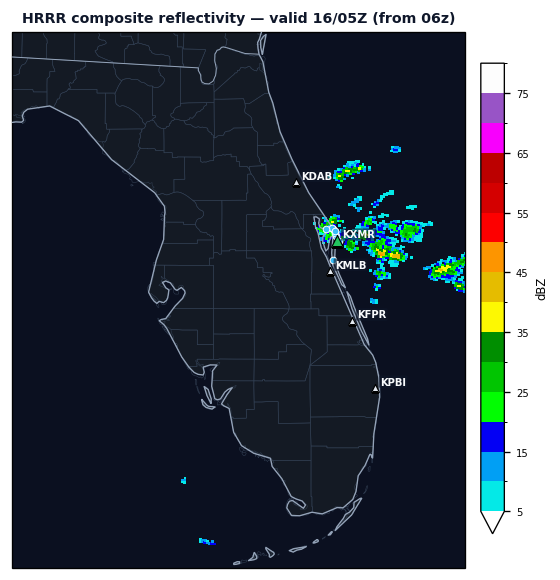 HRRR composite reflectivity — valid 16/05Z (from 06z)
KDAB
KXMR
KMLB
KFPR
KPBI
75
65
55
45
35
25
15
5
dBZ